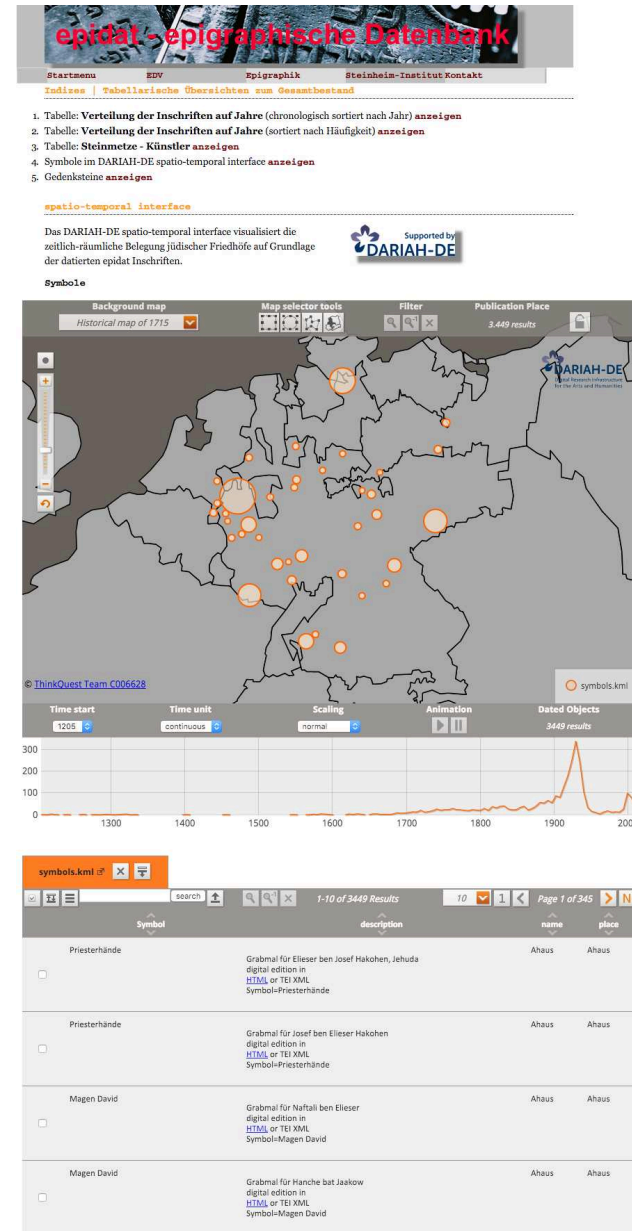 epidat - epigraphische Datenbank
Startmenu EDV Epigraphik Steinheim-Institut Kontakt
Indizes | Tabellarische Übersichten zum Gesamtbestand
1. Tabelle: Verteilung der Inschriften auf Jahre (chronologisch sortiert nach Jahr) anzeigen
2. Tabelle: Verteilung der Inschriften auf Jahre (sortiert nach Häufigkeit) anzeigen
3. Tabelle: Steinmetze - Künstler anzeigen
4. Symbole im DARIAH-DE spatio-temporal interface anzeigen
5. Gedenksteine anzeigen
spatio-temporal interface
Das DARIAH-DE spatio-temporal interface visualisiert die
zeitlich-räumliche Belegung jüdischer Friedhöfe auf Grundlage
der datierten epidat Inschriften.
Supported by
DARIAH-DE
Symbole
Background map Map selector tools Filter Publication Place
Historical map of 1715 3.449 results
DARIAH-DE
Digital Research Infrastructure
for the Arts and Humanities
© ThinkQuest Team C006628
symbols.kml
Time start Time unit Scaling Animation Dated Objects
1205 continuous normal 3449 results
300
200
100
0
1300 1400 1500 1600 1700 1800 1900 200
symbols.kml
search 1-10 of 3449 Results 10 1 Page 1 of 345 N
Symbol description name place
Priesterhände Ahaus Ahaus
Grabmal für Elieser ben Josef Hakohen, Jehuda
digital edition in
HTML or TEI XML
Symbol=Priesterhände
Priesterhände Ahaus Ahaus
Grabmal für Josef ben Elieser Hakohen
digital edition in
HTML or TEI XML
Symbol=Priesterhände
Magen David Ahaus Ahaus
Grabmal für Naftali ben Elieser
digital edition in
HTML or TEI XML
Symbol=Magen David
Magen David Ahaus Ahaus
Grabmal für Hanche bat Jaakow
digital edition in
HTML or TEI XML
Symbol=Magen David